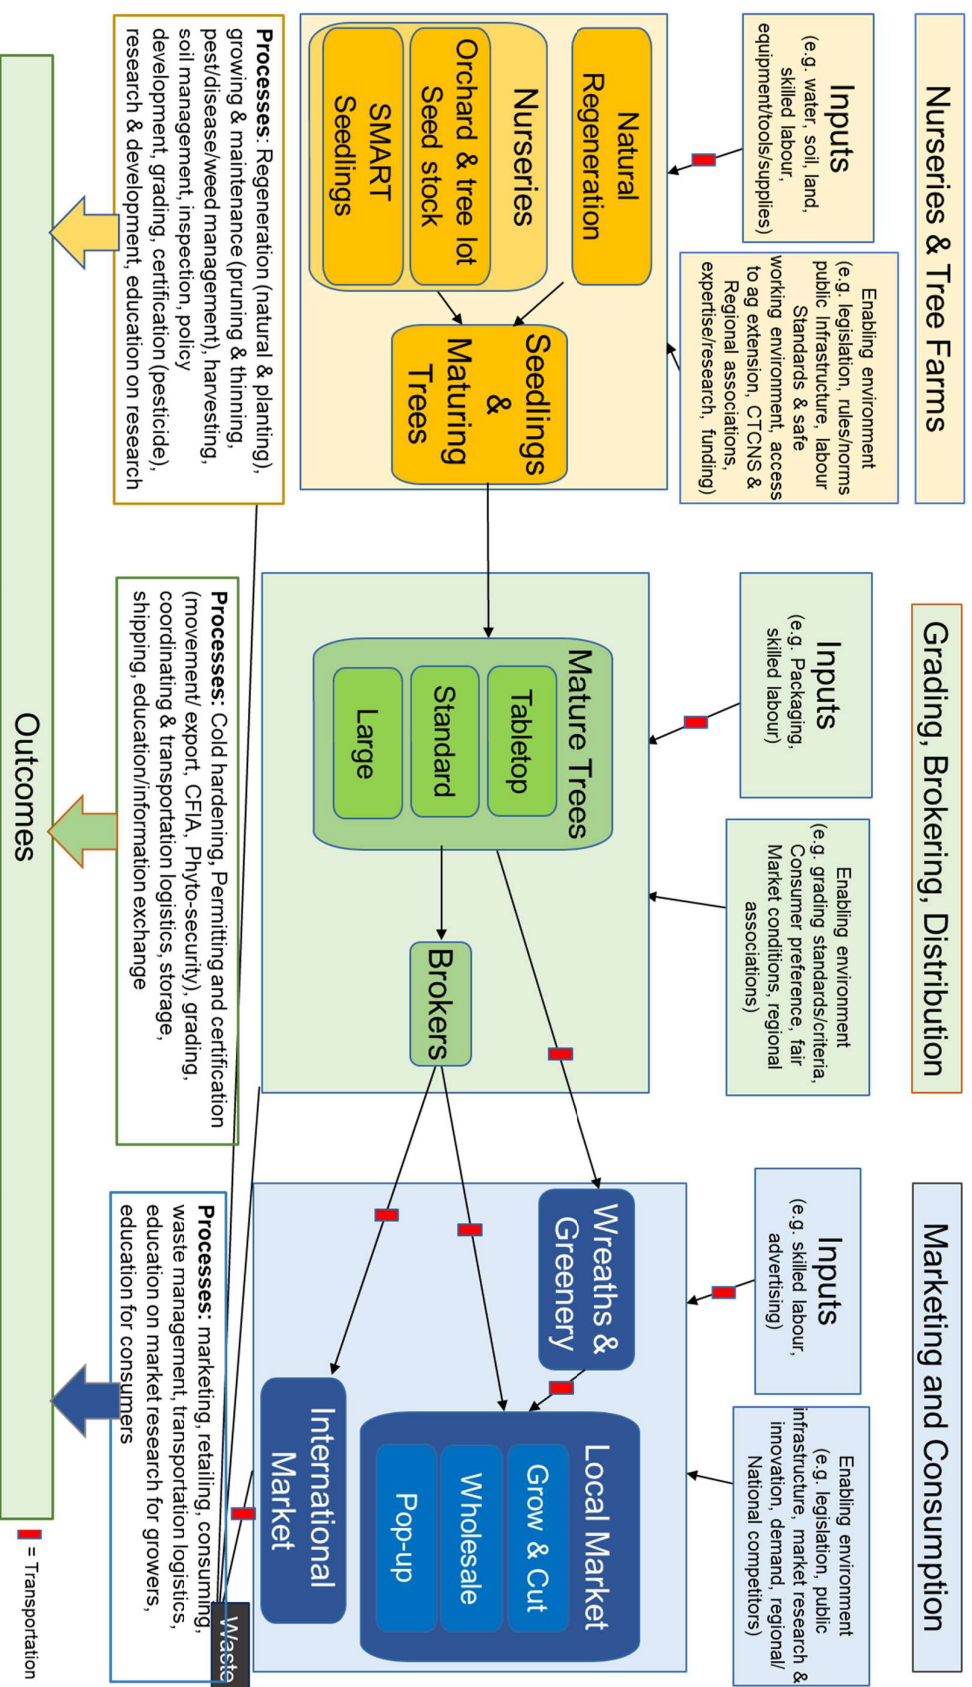 Nurseries & Tree Farms
Inputs
(e.g. water, soil, land,
skilled labour,
equipment/tools/supplies)
Enabling environment
(e.g. legislation, rules/norms
public Infrastructure, labour
Standards & safe
working environment, access
to ag extension, CTCNS &
Regional associations,
expertise/research, funding)
Natural
Regeneration
Nurseries
Orchard & tree lot
Seed stock
SMART
Seedlings
Seedlings
&
Maturing
Trees
Processes: Regeneration (natural & planting),
growing & maintenance (pruning & thinning,
pest/disease/weed management), harvesting,
soil management, inspection, policy
development, grading, certification (pesticide),
research & development, education on research
Grading, Brokering, Distribution
Inputs
(e.g. Packaging,
skilled labour)
Enabling environment
(e.g. grading standards/criteria,
Consumer preference, fair
Market conditions, regional
associations)
Mature Trees
Tabletop
Standard
Large
Brokers
Processes: Cold hardening, Permitting and certification
(movement/ export, CFIA, Phyto-security), grading,
coordinating & transportation logistics, storage,
shipping, education/information exchange
Marketing and Consumption
Inputs
(e.g. skilled labour,
advertising)
Enabling environment
(e.g. legislation, public
infrastructure, market research &
innovation, demand, regional/
National competitors)
Wreaths &
Greenery
Local Market
Grow & Cut
Wholesale
Pop-up
International
Market
Waste
Processes: marketing, retailing, consuming,
waste management, transportation logistics,
education on market research for growers,
education for consumers
Outcomes
= Transportation